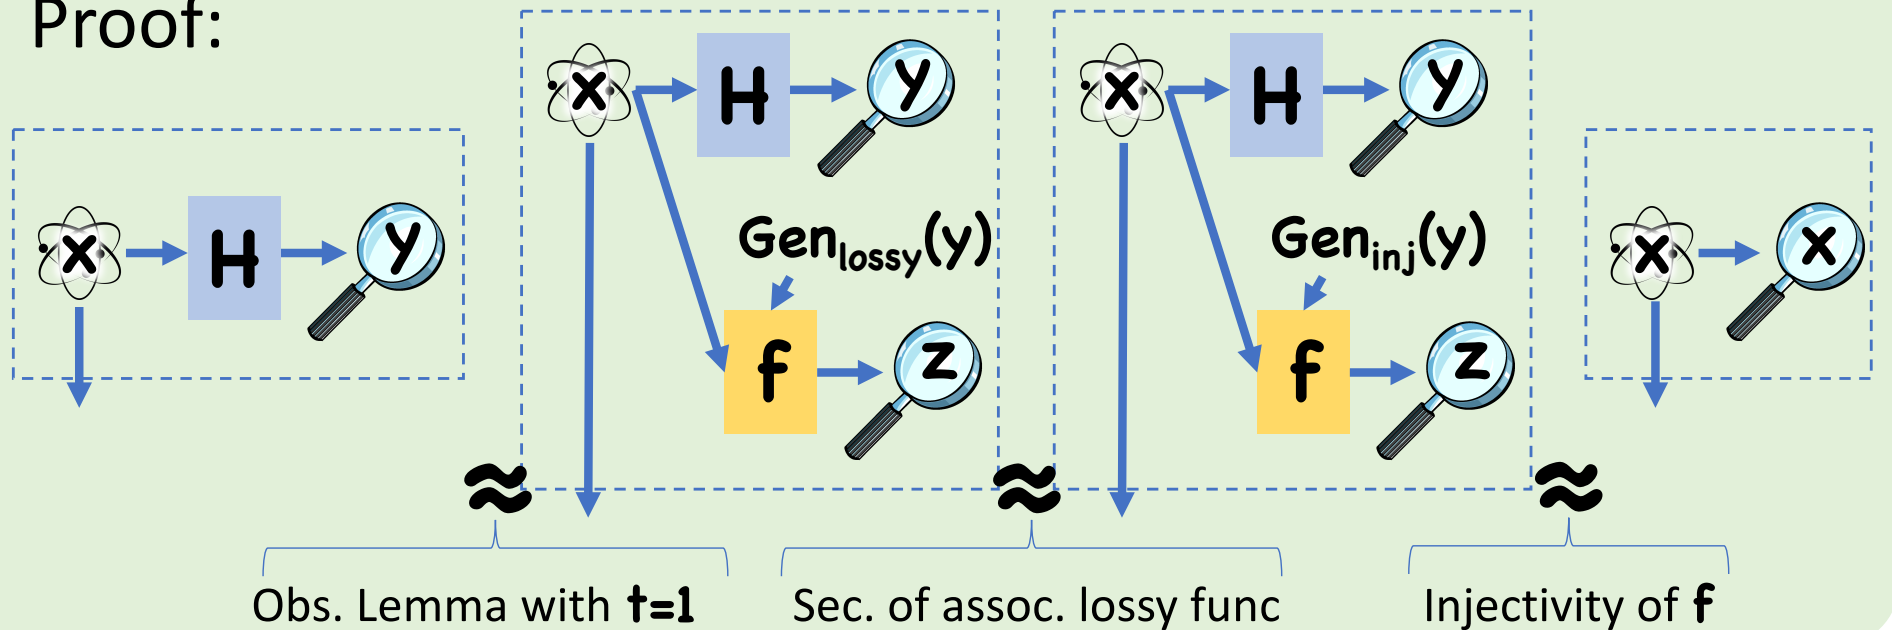 Proof:
x H y
x H y
Gen_lossy(y)
f z
x H y
Gen_inj(y)
f z
x x
≈ ≈ ≈
Obs. Lemma with t=1
Sec. of assoc. lossy func
Injectivity of f